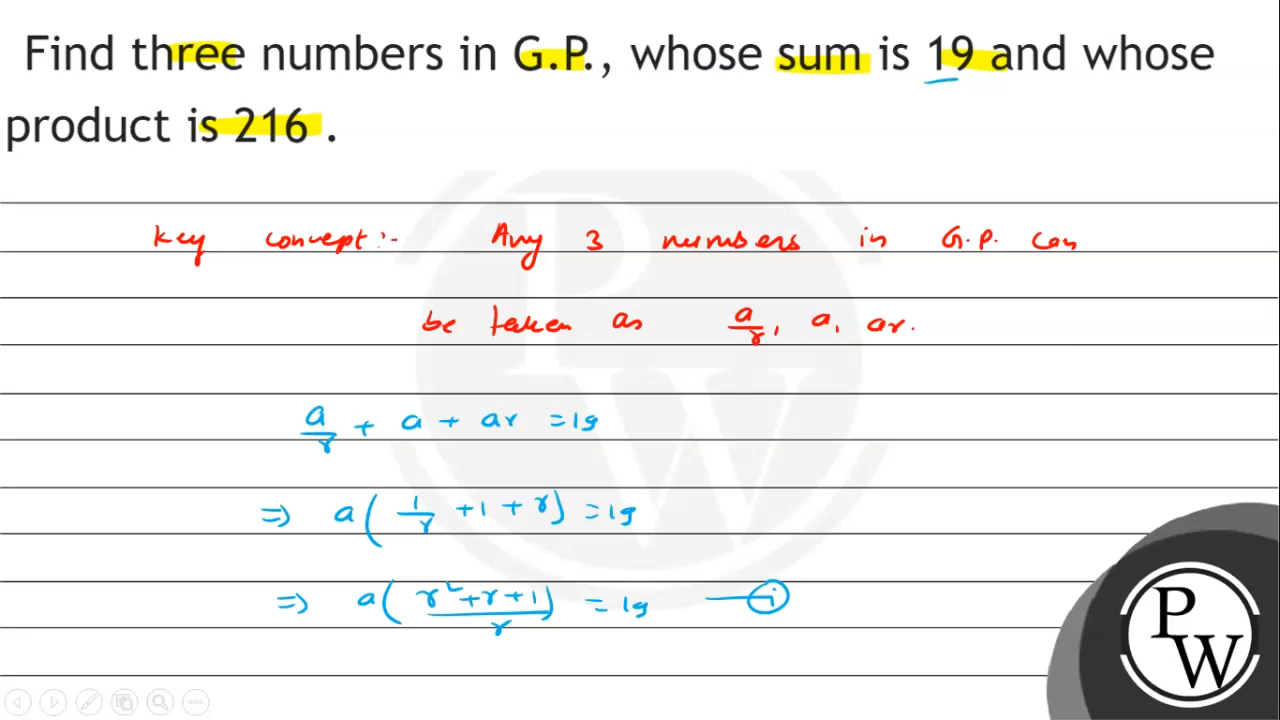 Find three numbers in G.P., whose sum is 19 and whose
product is 216 .
Key concept:- Any 3 numbers in G.P. can
be taken as a/r, a, ar.
a/r + a + ar = 19
⇒ a(1/r + 1 + r) = 19
⇒ a((r²+r+1)/r) = 19 — (i)
P
W
P
W